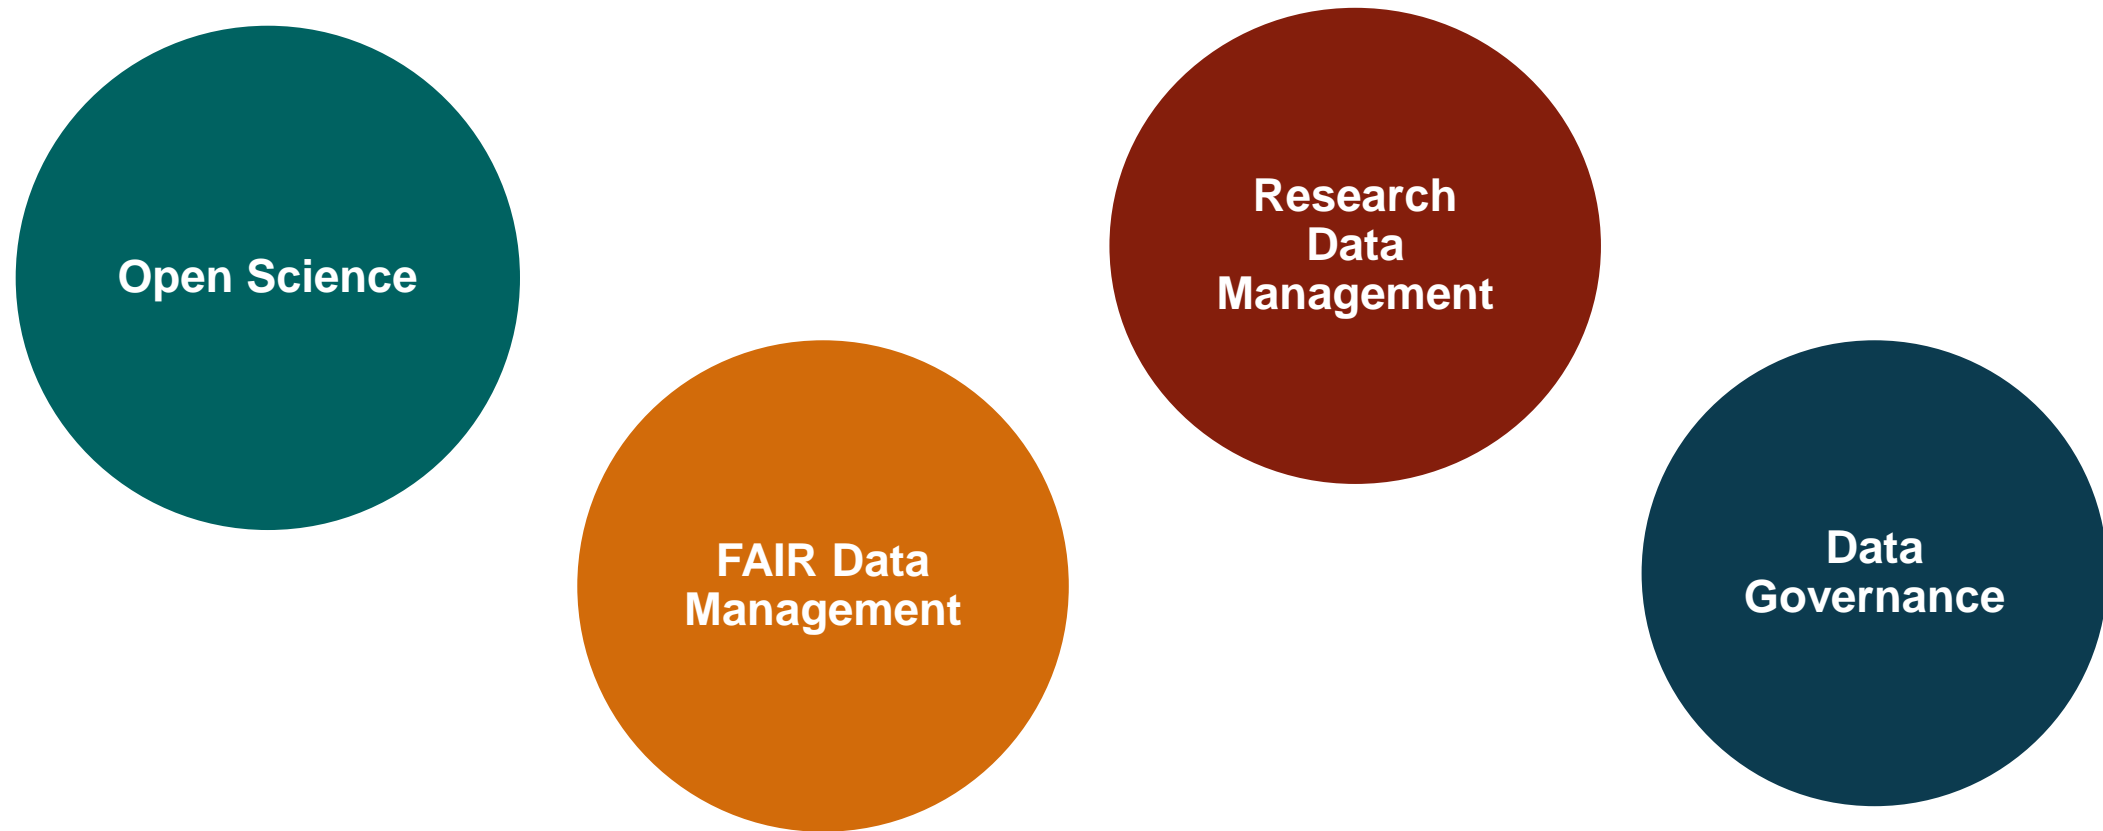 Open Science
FAIR Data
Management
Research
Data
Management
Data
Governance